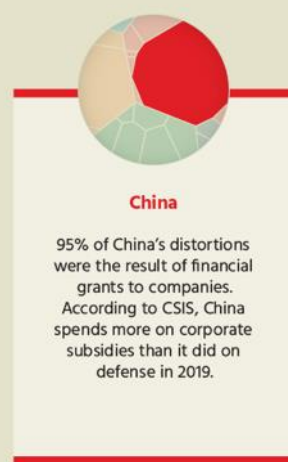 China
95% of China's distortions
were the result of financial
grants to companies.
According to CSIS, China
spends more on corporate
subsidies than it did on
defense in 2019.